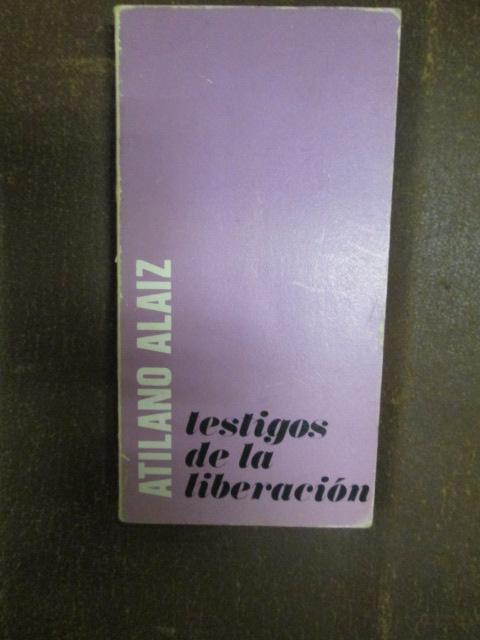 ATILANO ALAIZ
testigos
de la
liberación